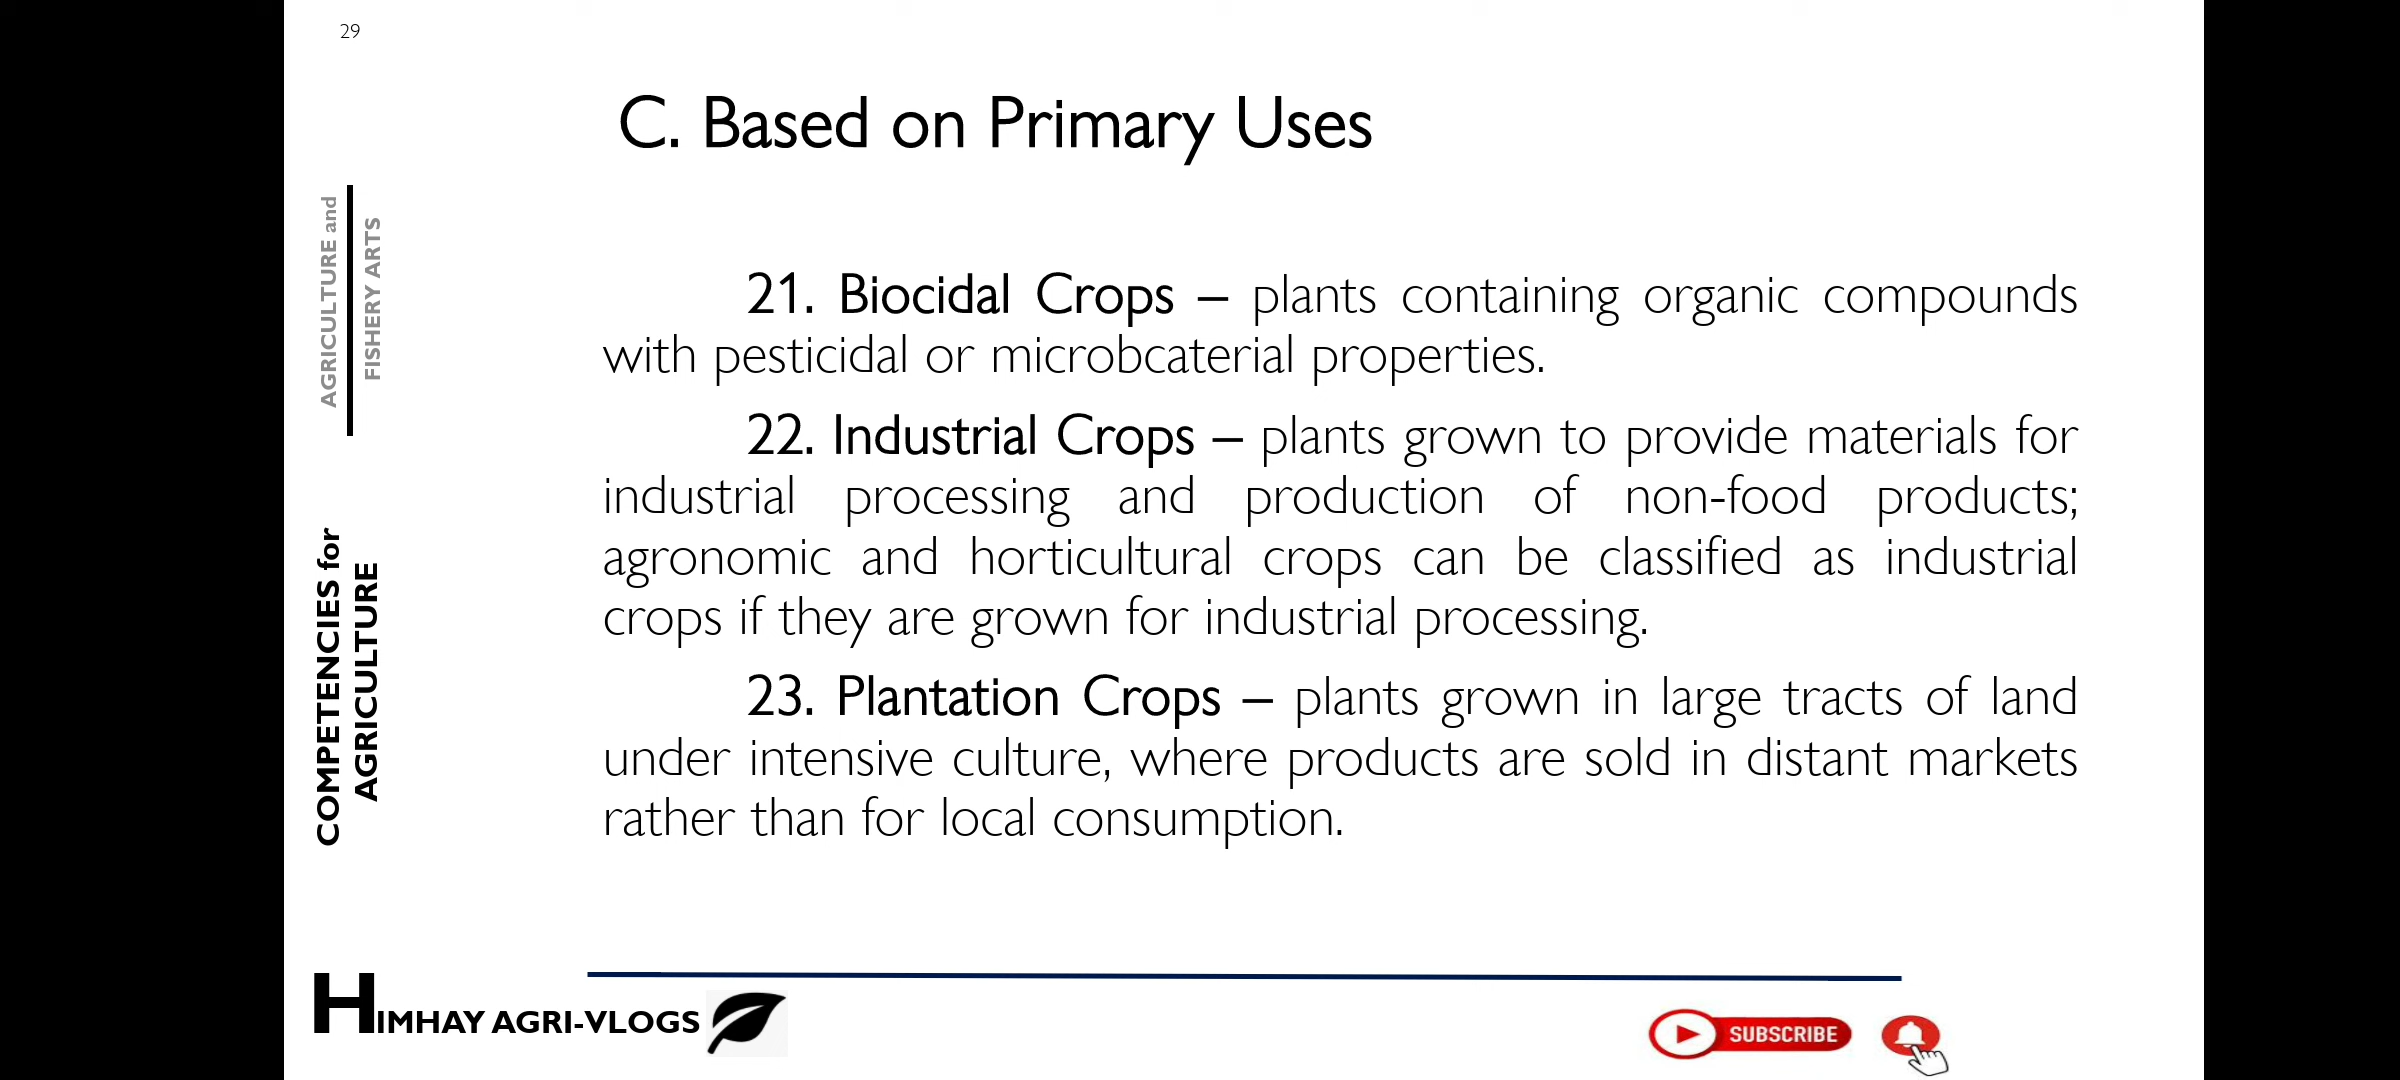 29
C. Based on Primary Uses
AGRICULTURE and
FISHERY ARTS
COMPETENCIES for
AGRICULTURE
21. Biocidal Crops – plants containing organic compounds
with pesticidal or microbcaterial properties.
22. Industrial Crops – plants grown to provide materials for
industrial processing and production of non-food products;
agronomic and horticultural crops can be classified as industrial
crops if they are grown for industrial processing.
23. Plantation Crops – plants grown in large tracts of land
under intensive culture, where products are sold in distant markets
rather than for local consumption.
HIMHAY AGRI-VLOGS
SUBSCRIBE